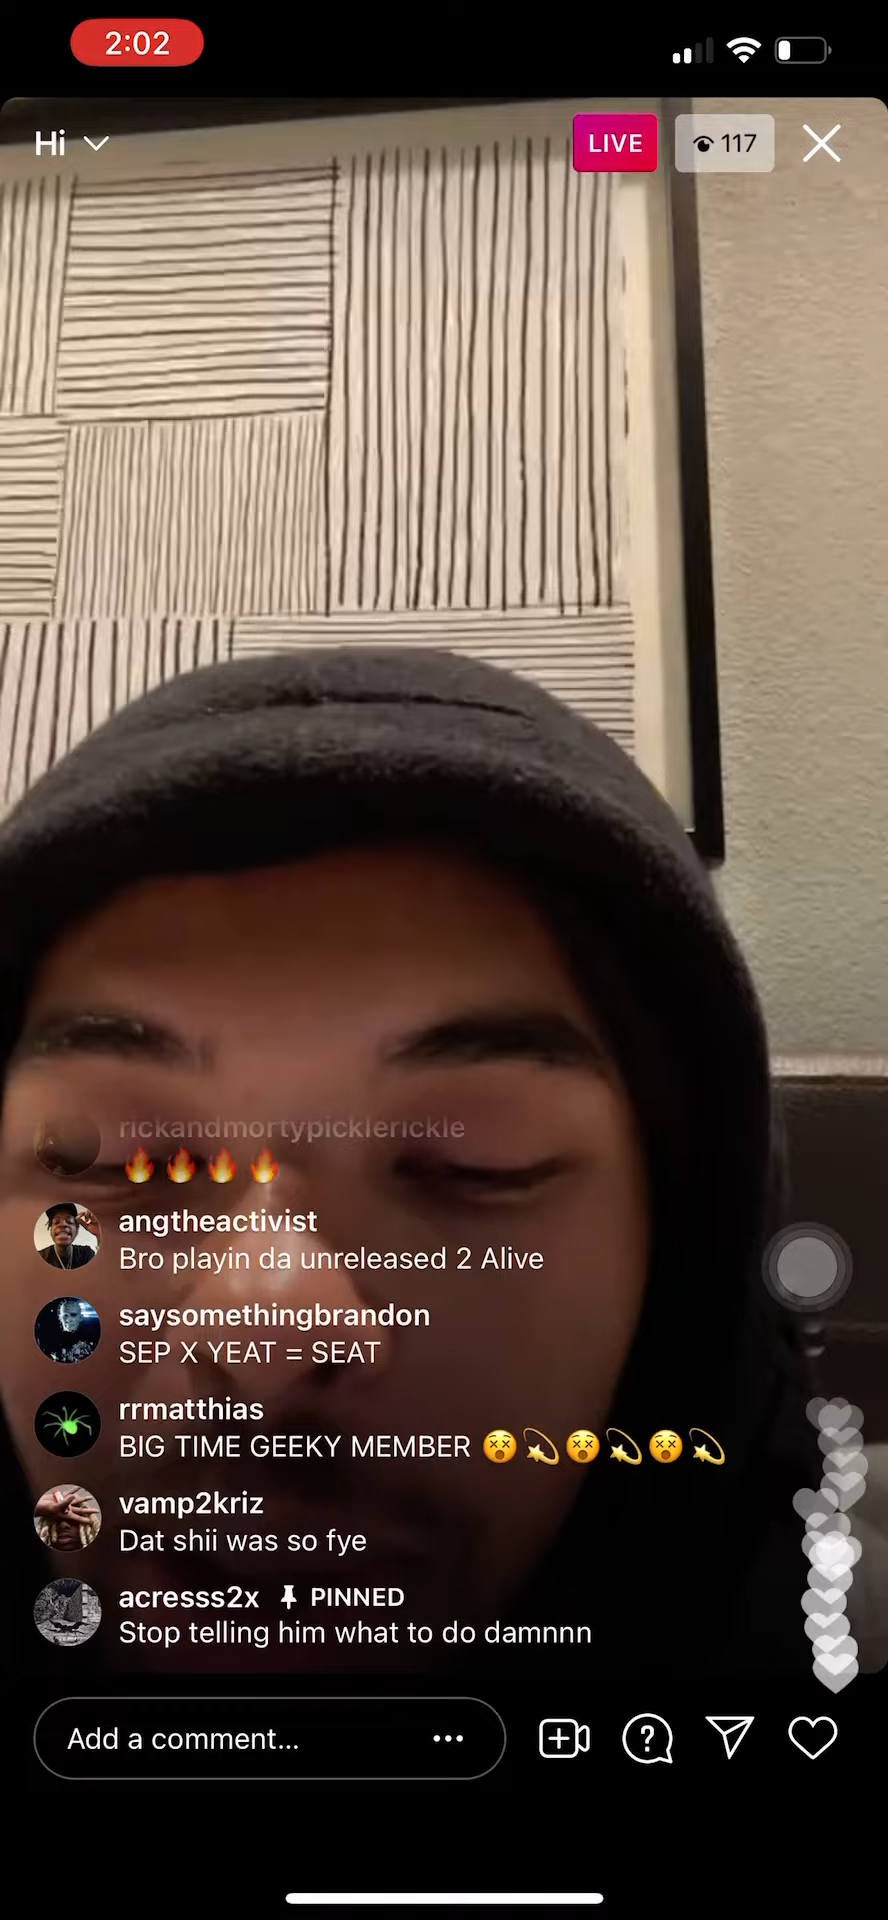 2:02
Hi
LIVE
117
rickandmortypicklerickle
🔥🔥🔥🔥
angtheactivist
Bro playin da unreleased 2 Alive
saysomethingbrandon
SEP X YEAT = SEAT
rrmatthias
BIG TIME GEEKY MEMBER 😵💫😵💫😵💫
vamp2kriz
Dat shii was so fye
acresss2x PINNED
Stop telling him what to do damnnn
Add a comment...